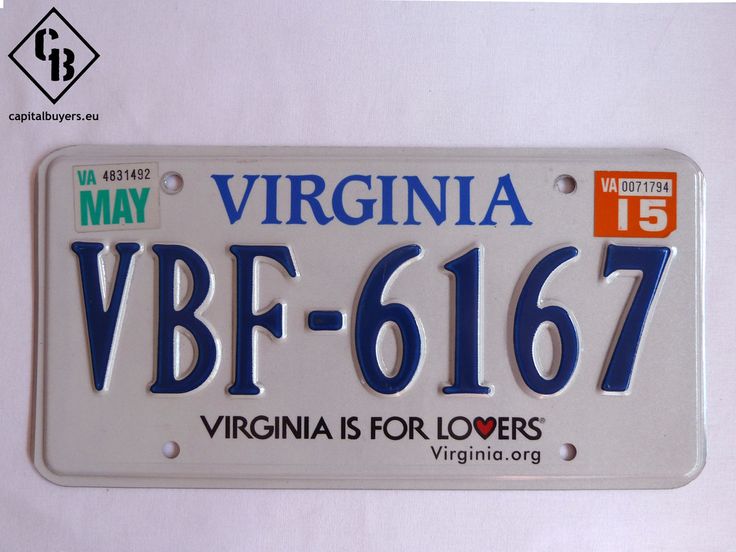 CB
capitalbuyers.eu
VA 4831492
MAY
VIRGINIA
VA 0071794
15
VBF-6167
VIRGINIA IS FOR LOVERS®
Virginia.org